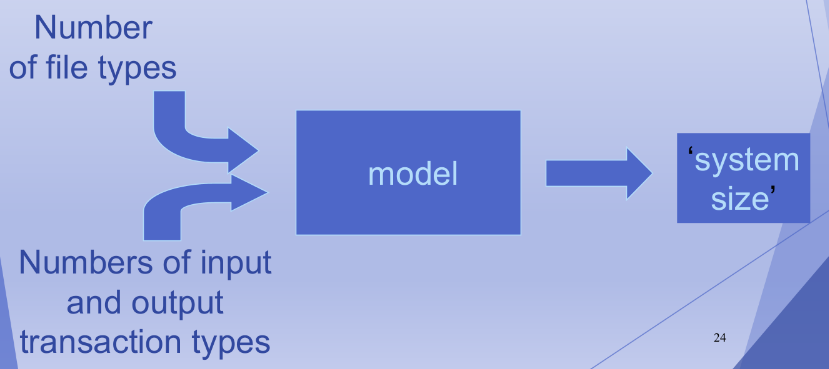 Number
of file types
model
‘system
size’
Numbers of input
and output
transaction types
24